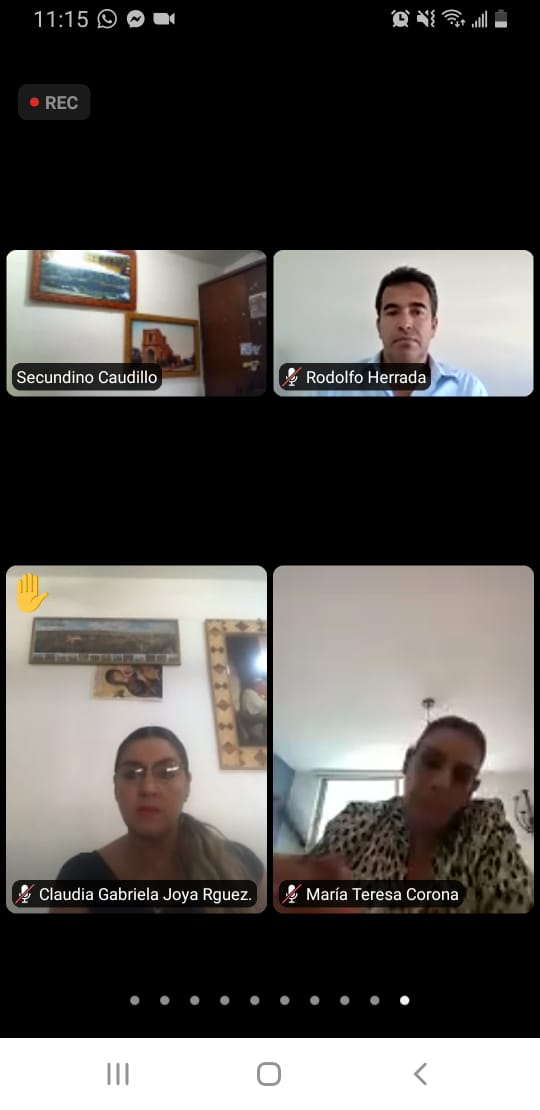 11:15
REC
Secundino Caudillo
Rodolfo Herrada
Claudia Gabriela Joya Rguez.
María Teresa Corona